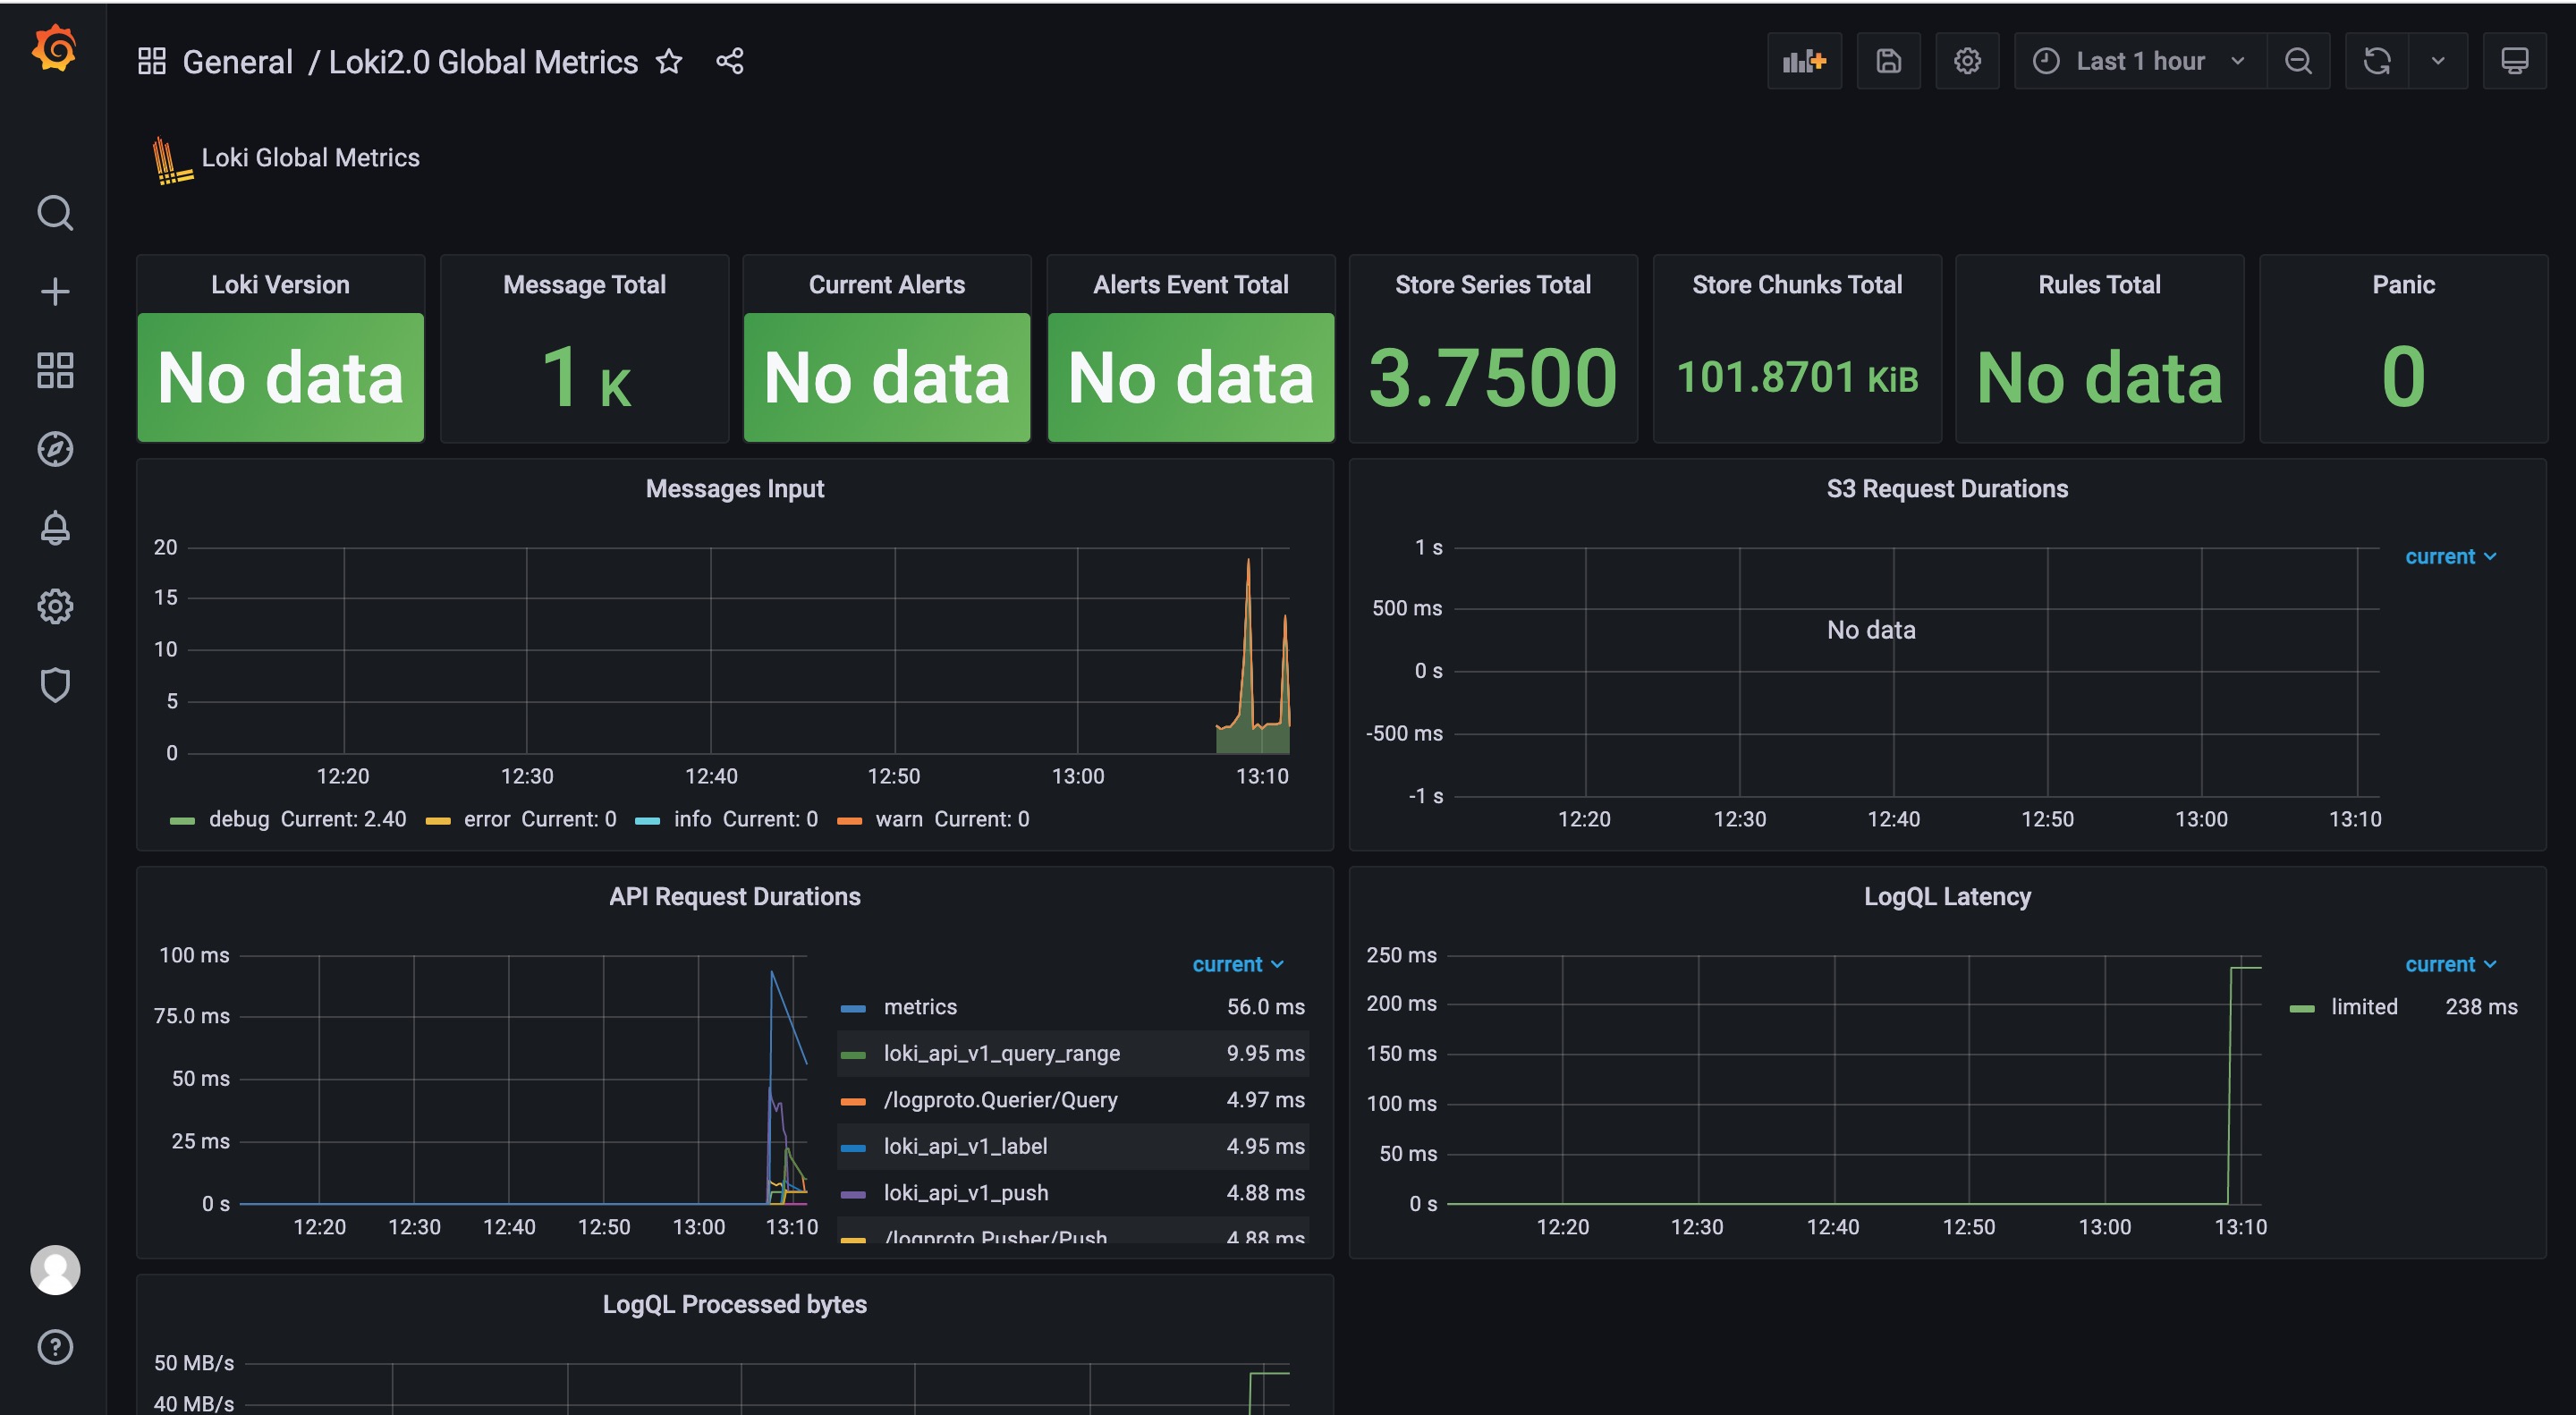 General / Loki2.0 Global Metrics
Last 1 hour
Loki Global Metrics
Loki Version
No data
Message Total
1 K
Current Alerts
No data
Alerts Event Total
No data
Store Series Total
3.7500
Store Chunks Total
101.8701 KiB
Rules Total
No data
Panic
0
Messages Input
20
15
10
5
0
12:20 12:30 12:40 12:50 13:00 13:10
debug Current: 2.40 error Current: 0 info Current: 0 warn Current: 0
S3 Request Durations
current
1 s
500 ms
No data
0 s
-500 ms
-1 s
12:20 12:30 12:40 12:50 13:00 13:10
API Request Durations
100 ms
75.0 ms
50 ms
25 ms
0 s
12:20 12:30 12:40 12:50 13:00 13:10
current
metrics 56.0 ms
loki_api_v1_query_range 9.95 ms
/logproto.Querier/Query 4.97 ms
loki_api_v1_label 4.95 ms
loki_api_v1_push 4.88 ms
/logproto.Pusher/Push 4.88 ms
LogQL Latency
250 ms
200 ms
150 ms
100 ms
50 ms
0 s
12:20 12:30 12:40 12:50 13:00 13:10
current
limited 238 ms
LogQL Processed bytes
50 MB/s
40 MB/s